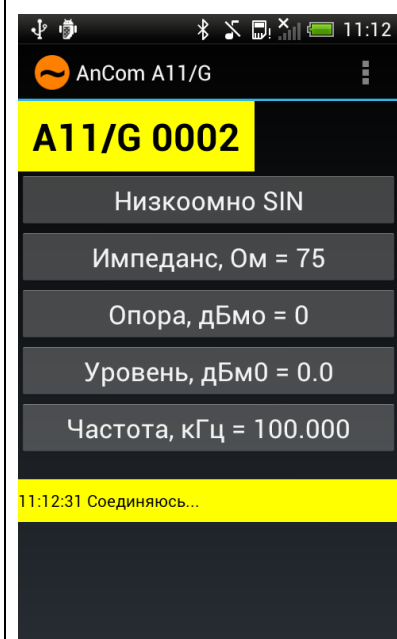 11:12
AnCom A11/G
A11/G 0002
Низкоомно SIN
Импеданс, Ом = 75
Опора, дБмо = 0
Уровень, дБм0 = 0.0
Частота, кГц = 100.000
11:12:31 Соединяюсь...